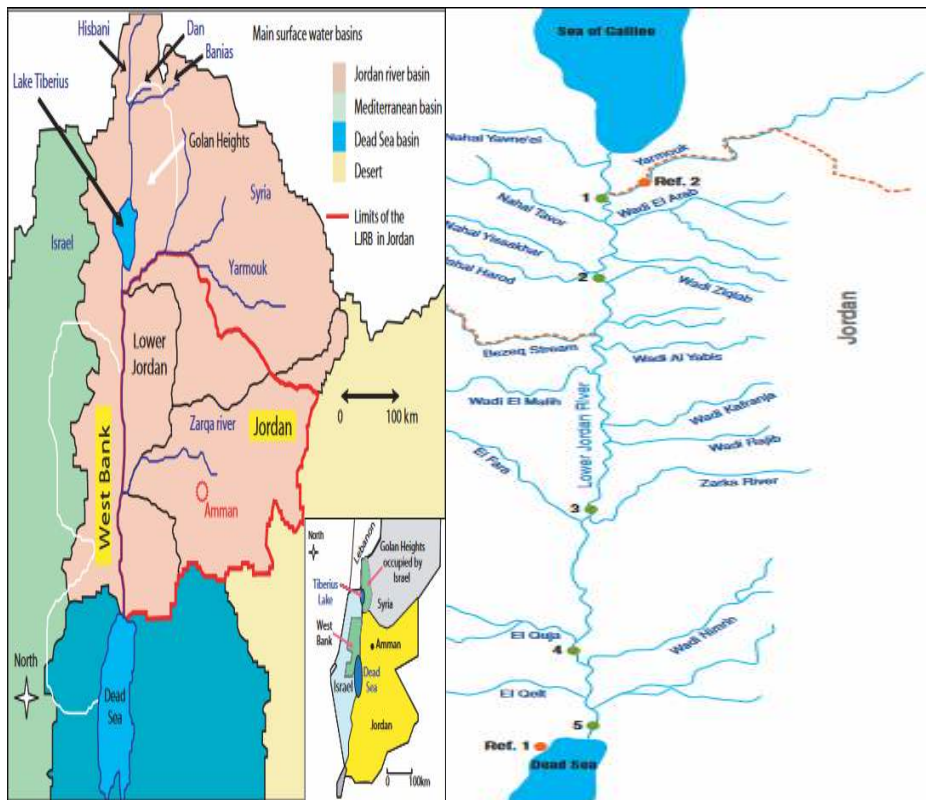 Hisbani
Dan
Banias
Main surface water basins
Jordan river basin
Mediterranean basin
Dead Sea basin
Desert
Limits of the
LJRB in Jordan
Lake Tiberius
Golan Heights
Syria
Israel
Yarmouk
Lower
Jordan
0 100 km
Zarqa river
Jordan
West Bank
Amman
North
Dead
Sea
North
Lebanon
Golan Heights
occupied by
Israel
Tiberius
Lake
Syria
West
Bank
Amman
Israel
Dead
Sea
Jordan
0 100km
Sea of Galilee
Nahal Yavne'el
Yarmouk
Ref. 2
1
Wadi El Arab
Nahal Tavor
Nahal Yissakhar
Nahal Harod
2
Wadi Ziqlab
Jordan
Bezeq Stream
Wadi Al Yabis
Wadi El Malih
Lower Jordan River
Wadi Kafranja
Wadi Rajib
El Fara
Zarka River
3
El Ouja
4
Wadi Nimrin
El Qelt
5
Ref. 1
Dead Sea